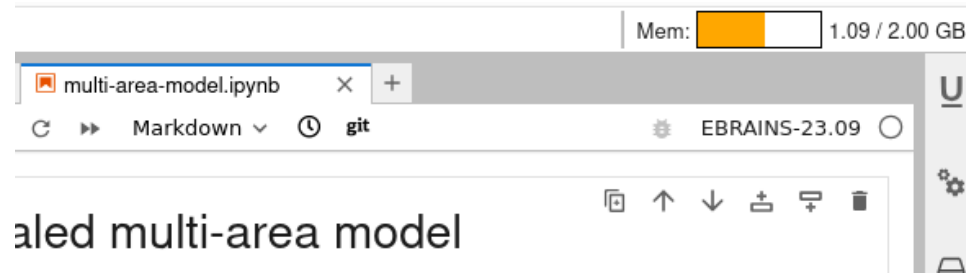 Mem: 1.09 / 2.00 GB
multi-area-model.ipynb
Markdown git EBRAINS-23.09
aled multi-area model